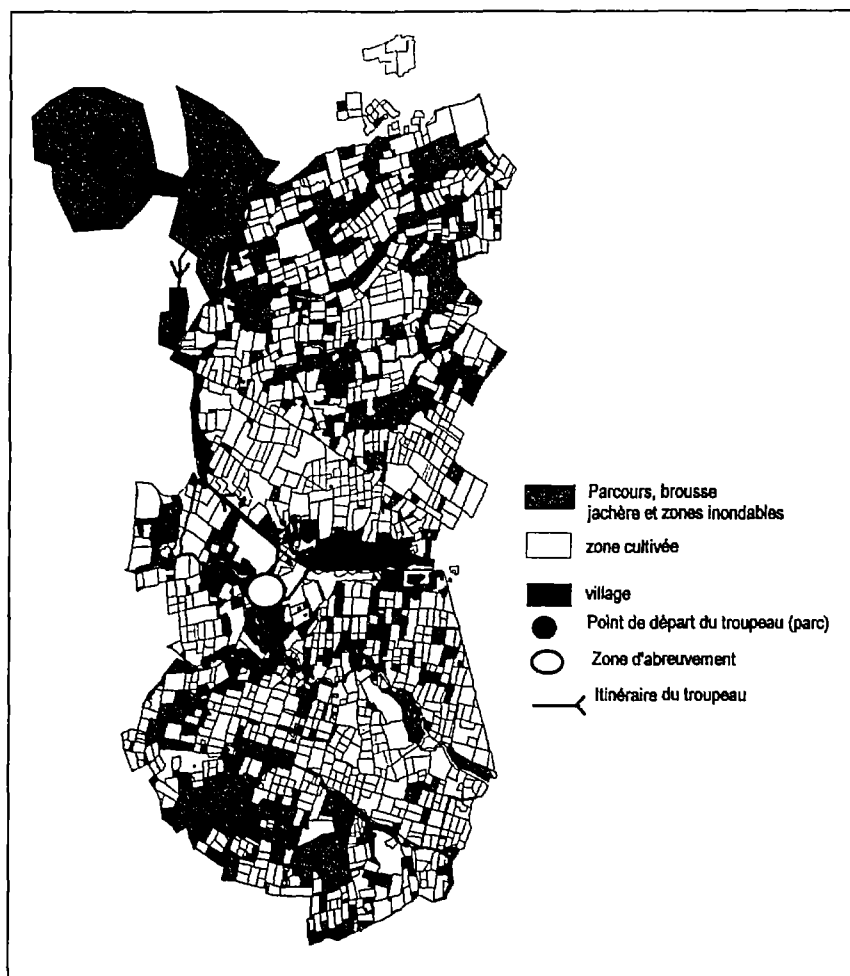 Parcours, brousse
jachère et zones inondables
zone cultivée
village
Point de départ du troupeau (parc)
Zone d'abreuvement
Itinéraire du troupeau